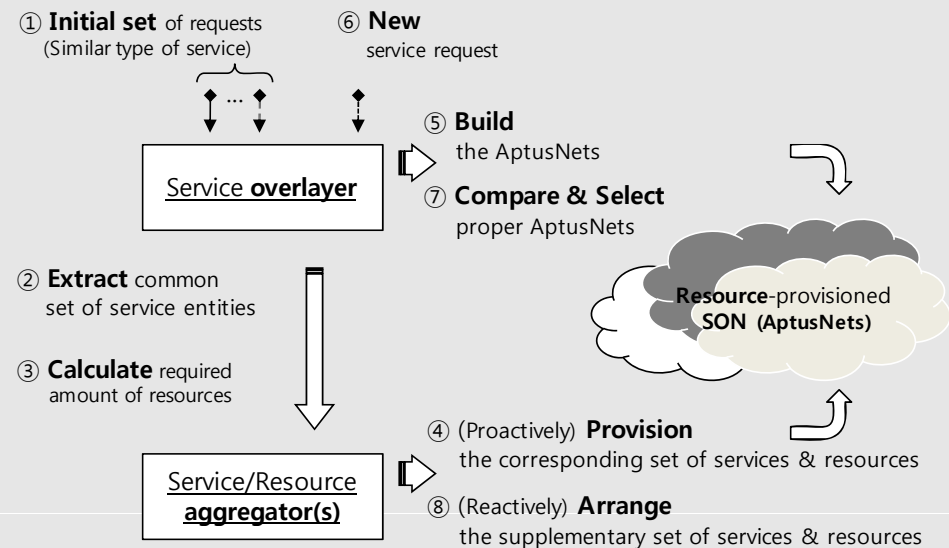 ① Initial set of requests
(Similar type of service)
⑥ New
service request
...
Service overlayer
⑤ Build
the AptusNets
⑦ Compare & Select
proper AptusNets
② Extract common
set of service entities
③ Calculate required
amount of resources
Resource-provisioned
SON (AptusNets)
Service/Resource
aggregator(s)
④ (Proactively) Provision
the corresponding set of services & resources
⑧ (Reactively) Arrange
the supplementary set of services & resources